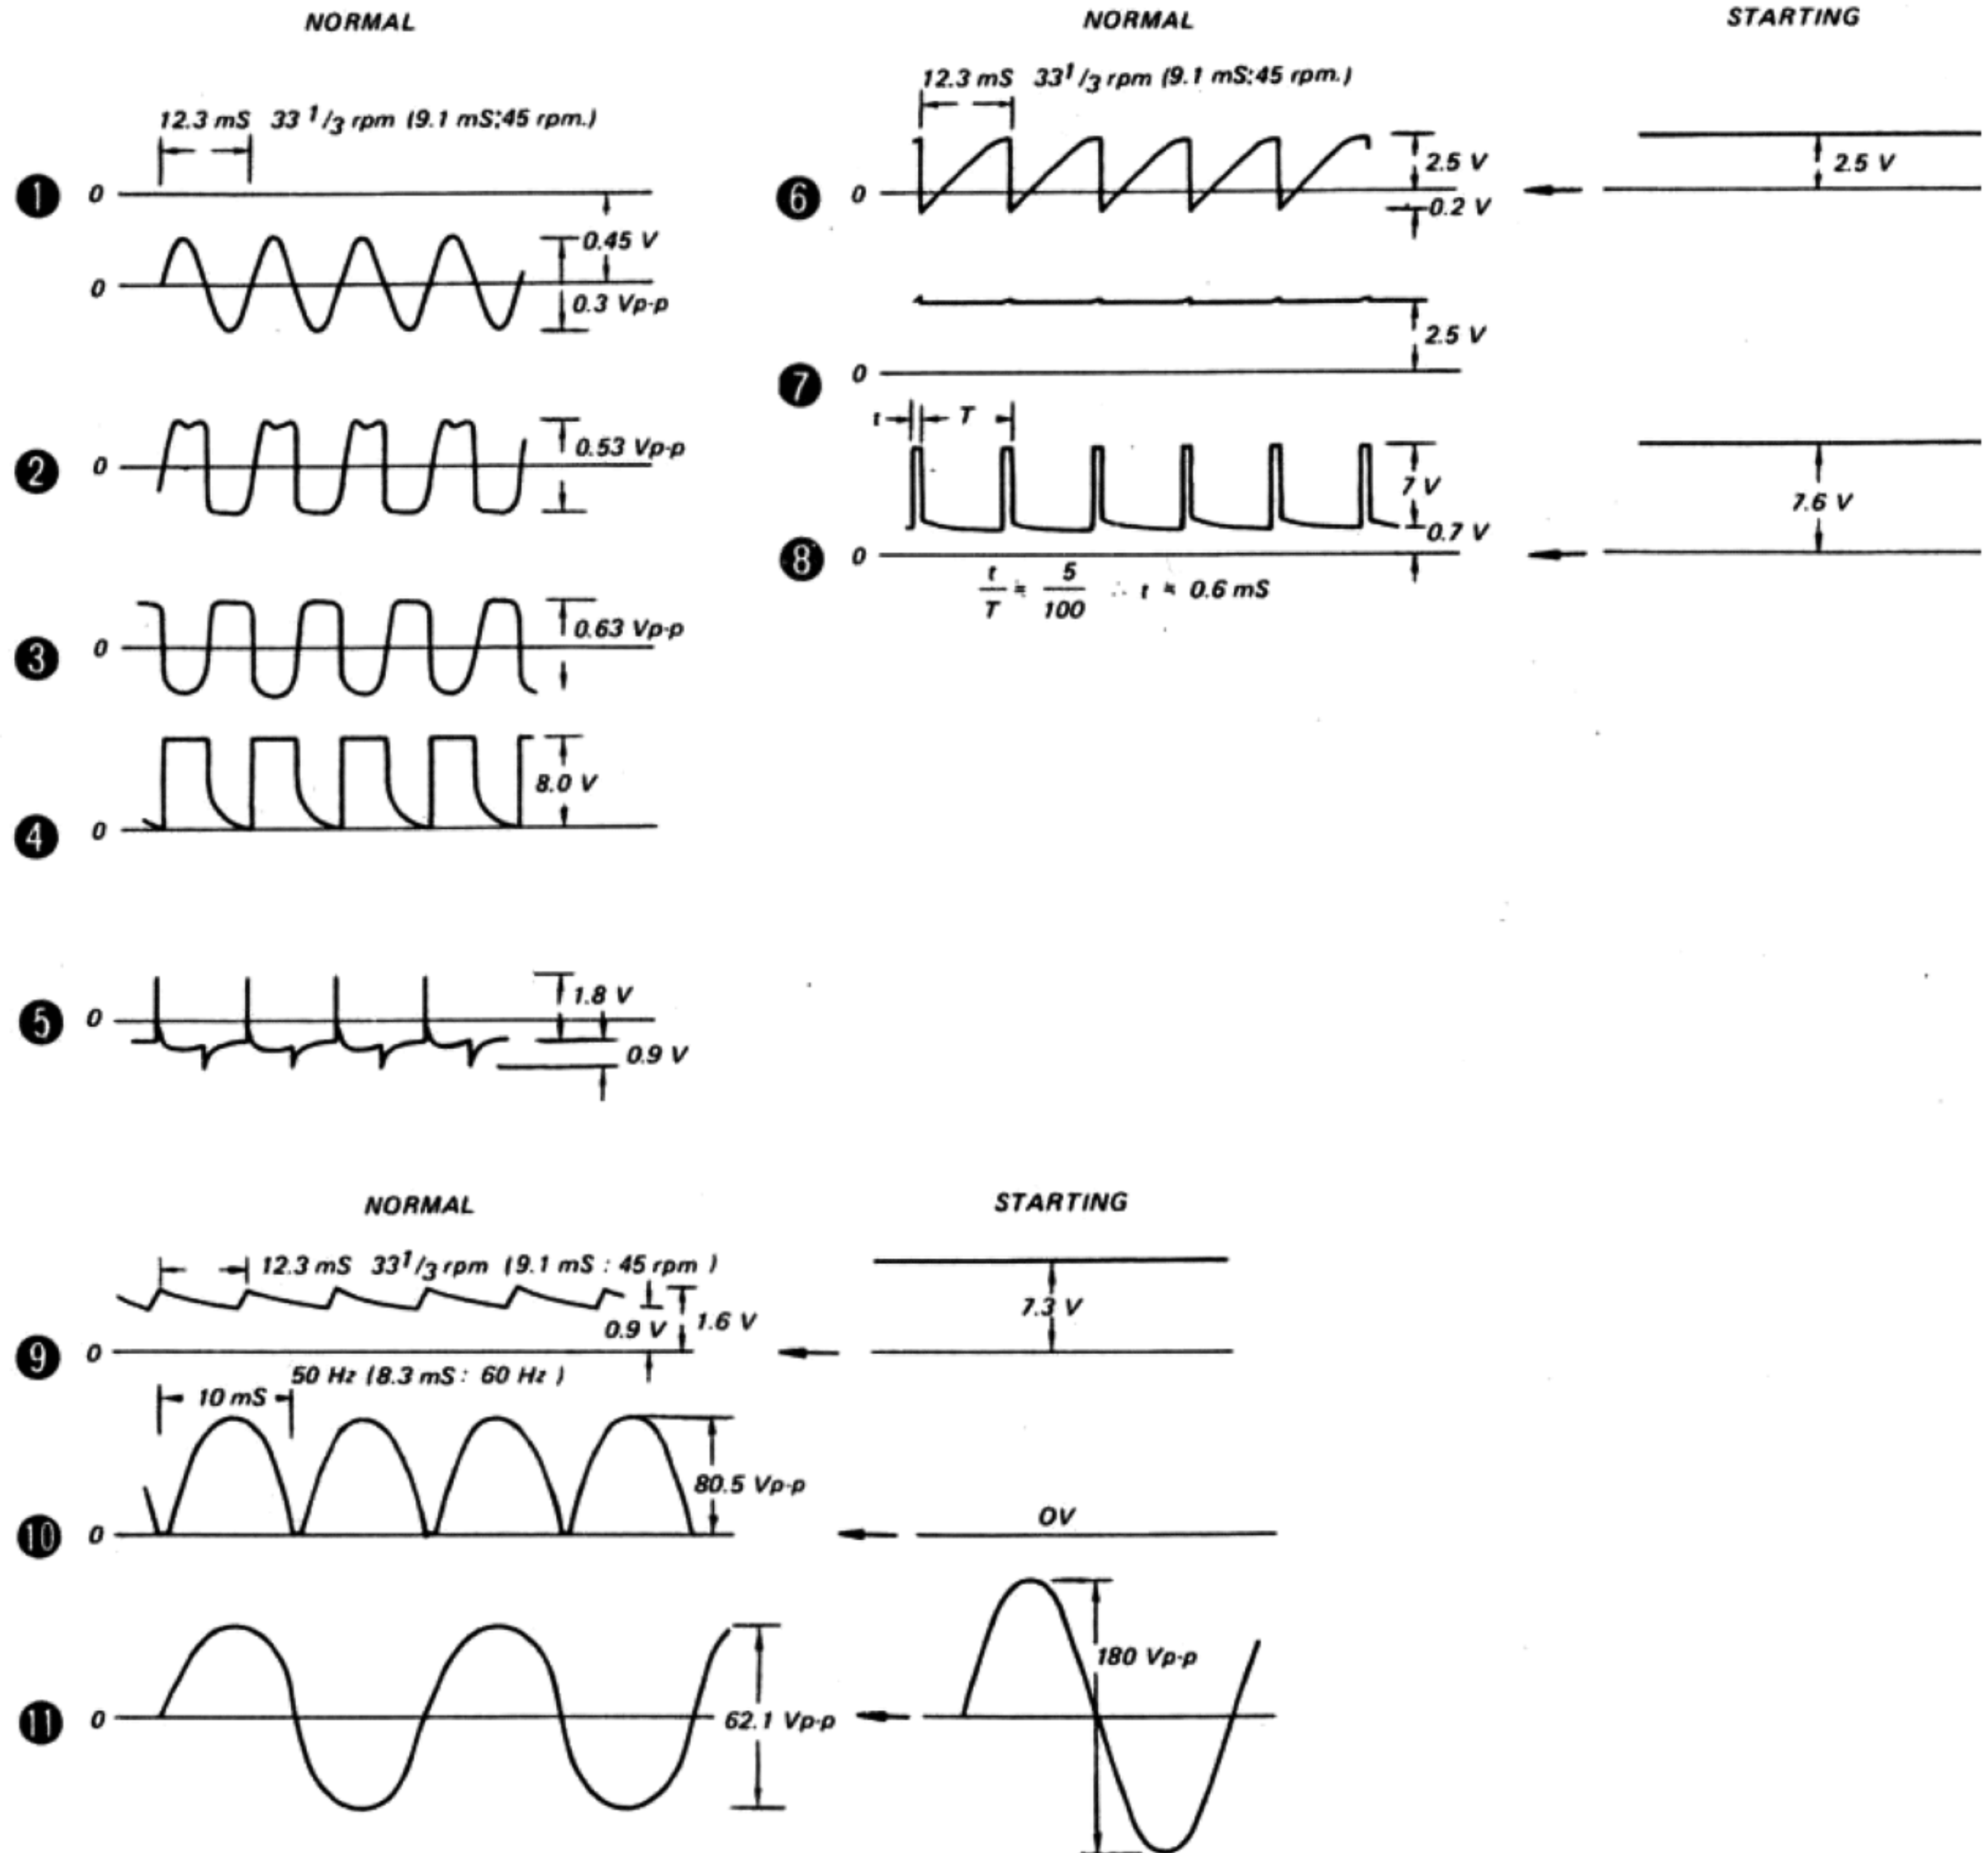 NORMAL
12.3 mS 33 1/3 rpm (9.1 mS:45 rpm.)
1 0
0.45 V
0
0.3 Vp-p
2 0
0.53 Vp-p
3 0
0.63 Vp-p
8.0 V
4 0
5 0
1.8 V
0.9 V
NORMAL
12.3 mS 33 1/3 rpm (9.1 mS:45 rpm.)
6 0
2.5 V
0.2 V
2.5 V
7 0
t T
7 V
0.7 V
8 0
t/T ≒ 5/100 ∴ t ≒ 0.6 mS
STARTING
2.5 V
7.6 V
NORMAL
12.3 mS 33 1/3 rpm (9.1 mS : 45 rpm )
0.9 V 1.6 V
9 0
50 Hz (8.3 mS : 60 Hz )
10 mS
80.5 Vp-p
10 0
11 0
62.1 Vp-p
STARTING
7.3 V
0V
180 Vp-p